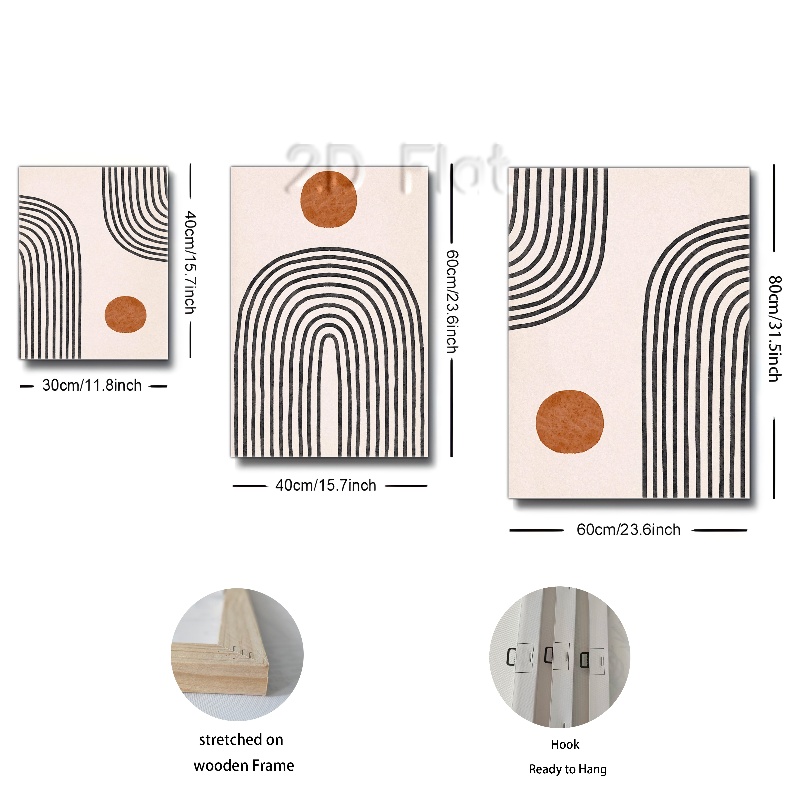 2D Flat
40cm/15.7inch
30cm/11.8inch
60cm/23.6inch
40cm/15.7inch
80cm/31.5inch
60cm/23.6inch
stretched on
wooden Frame
Hook
Ready to Hang